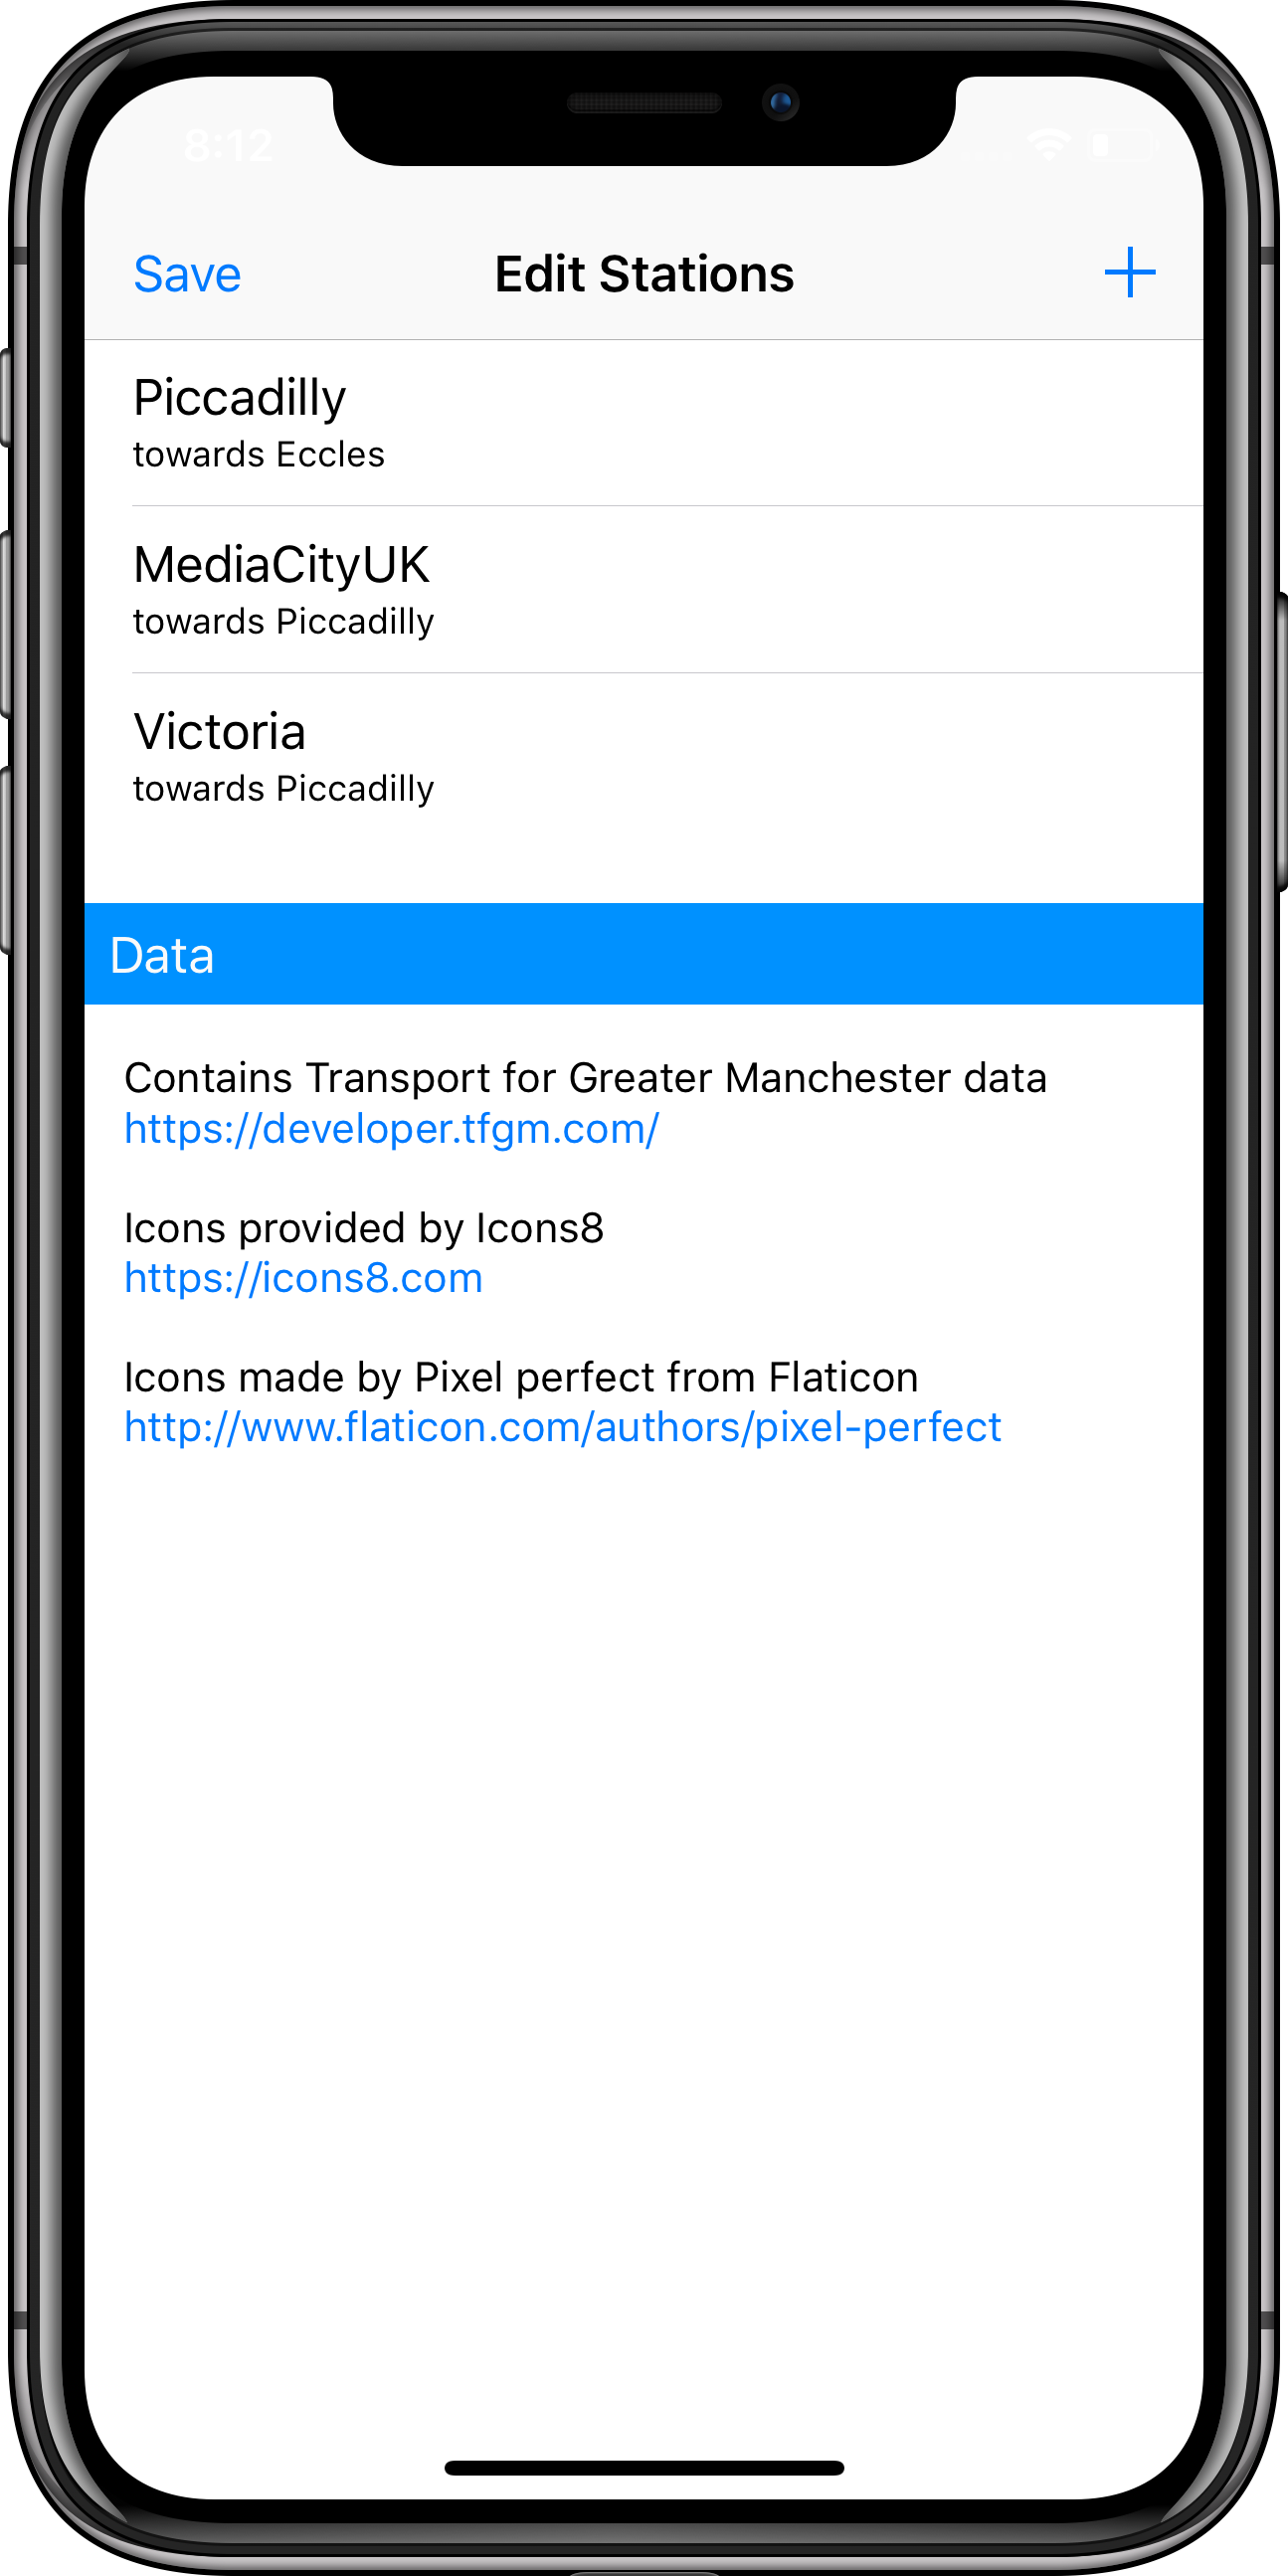 8:12
Save
Edit Stations
+
Piccadilly
towards Eccles
MediaCityUK
towards Piccadilly
Victoria
towards Piccadilly
Data
Contains Transport for Greater Manchester data
https://developer.tfgm.com/
Icons provided by Icons8
https://icons8.com
Icons made by Pixel perfect from Flaticon
http://www.flaticon.com/authors/pixel-perfect